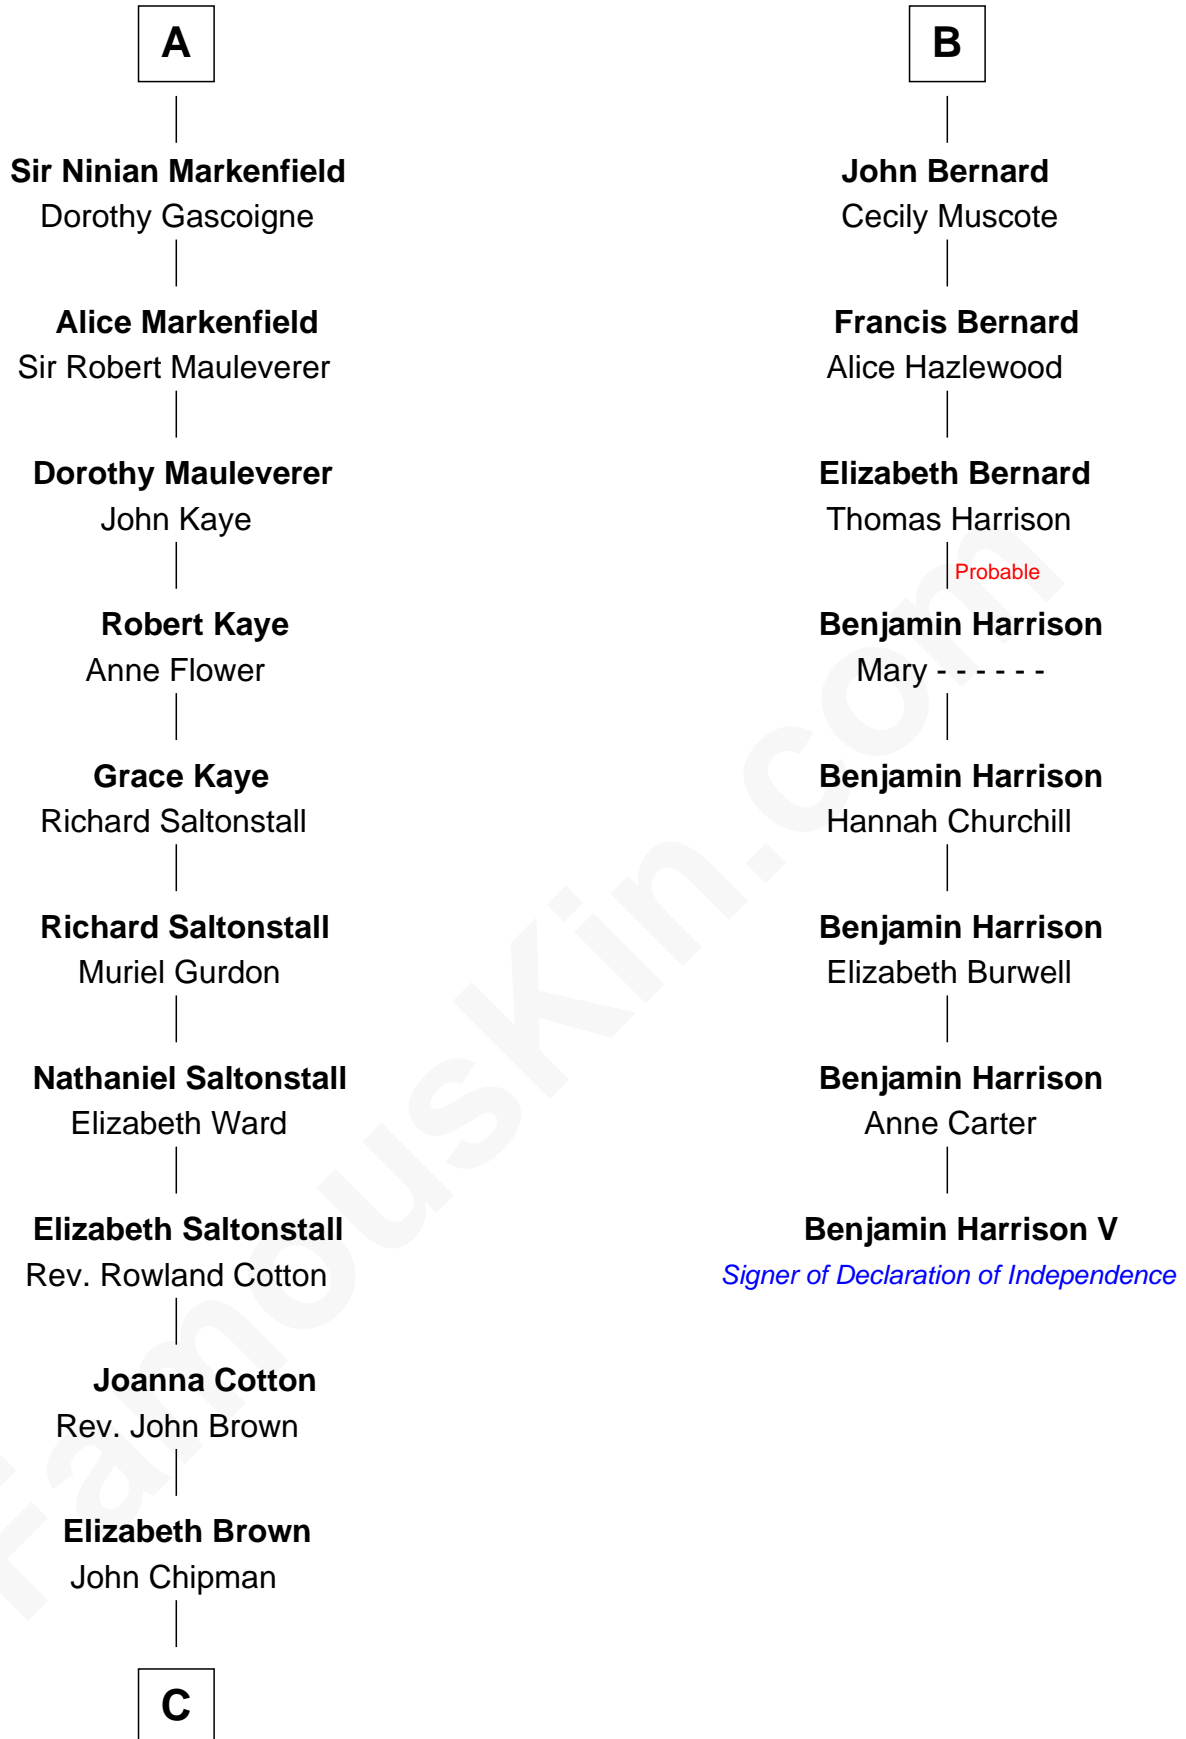 A
Sir Ninian Markenfield
Dorothy Gascoigne
Alice Markenfield
Sir Robert Mauleverer
Dorothy Mauleverer
John Kaye
Robert Kaye
Anne Flower
Grace Kaye
Richard Saltonstall
Richard Saltonstall
Muriel Gurdon
Nathaniel Saltonstall
Elizabeth Ward
Elizabeth Saltonstall
Rev. Rowland Cotton
Joanna Cotton
Rev. John Brown
Elizabeth Brown
John Chipman
C
B
John Bernard
Cecily Muscote
Francis Bernard
Alice Hazlewood
Elizabeth Bernard
Thomas Harrison
Probable
Benjamin Harrison
Mary - - - - - -
Benjamin Harrison
Hannah Churchill
Benjamin Harrison
Elizabeth Burwell
Benjamin Harrison
Anne Carter
Benjamin Harrison V
Signer of Declaration of Independence
FamousKin.com